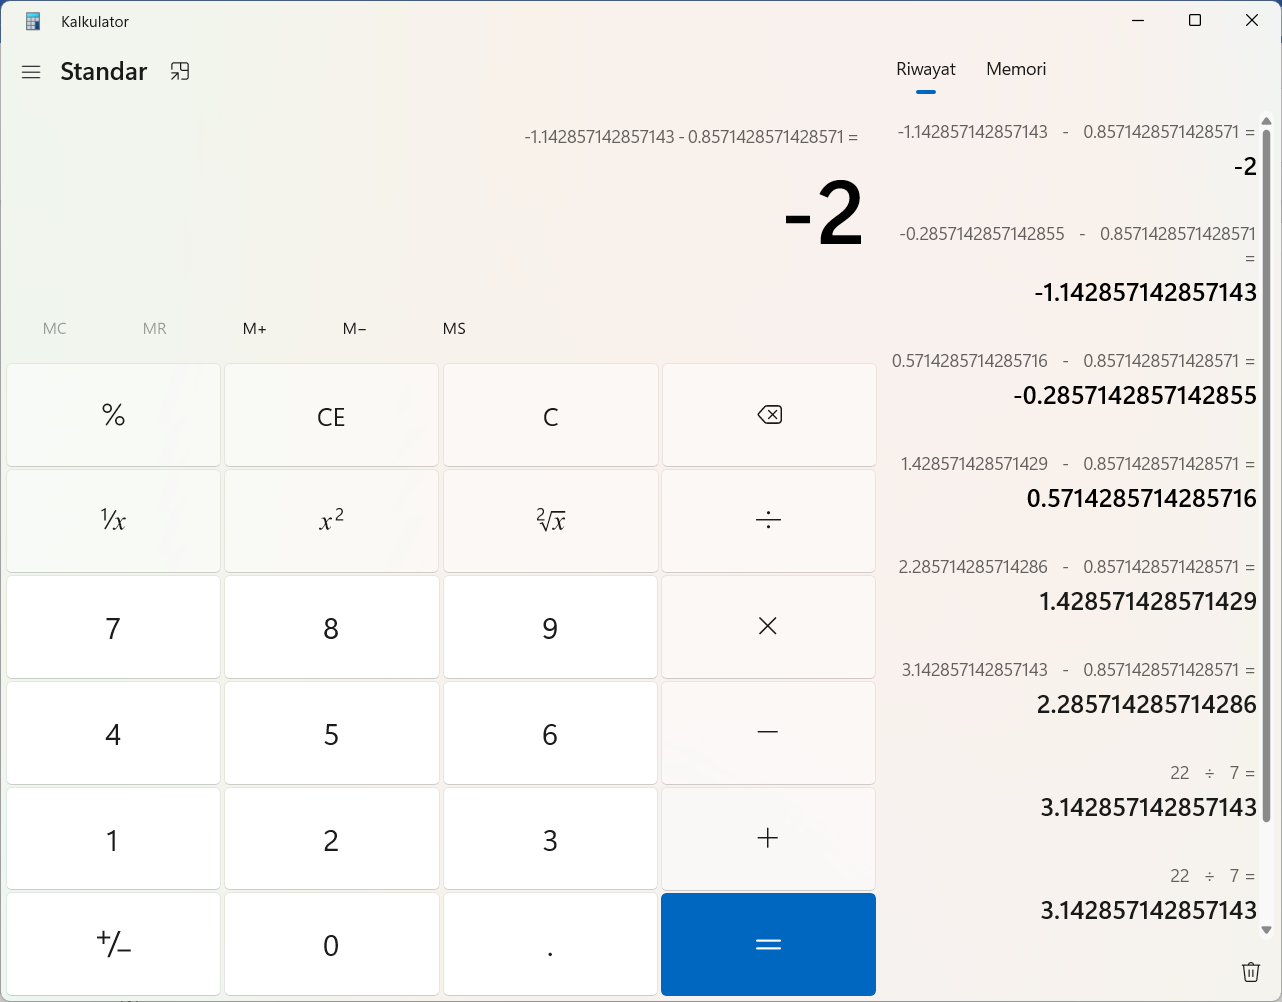 Kalkulator
Standar
Riwayat Memori
-1.142857142857143 - 0.8571428571428571 =
-2
MC MR M+ M− MS
% CE C
⅟x x² ²√x ÷
7 8 9 ×
4 5 6 −
1 2 3 +
+/− 0 . =
-1.142857142857143 - 0.8571428571428571 =
-2
-0.2857142857142855 - 0.8571428571428571
=
-1.142857142857143
0.5714285714285716 - 0.8571428571428571 =
-0.2857142857142855
1.428571428571429 - 0.8571428571428571 =
0.5714285714285716
2.285714285714286 - 0.8571428571428571 =
1.428571428571429
3.142857142857143 - 0.8571428571428571 =
2.285714285714286
22 ÷ 7 =
3.142857142857143
22 ÷ 7 =
3.142857142857143